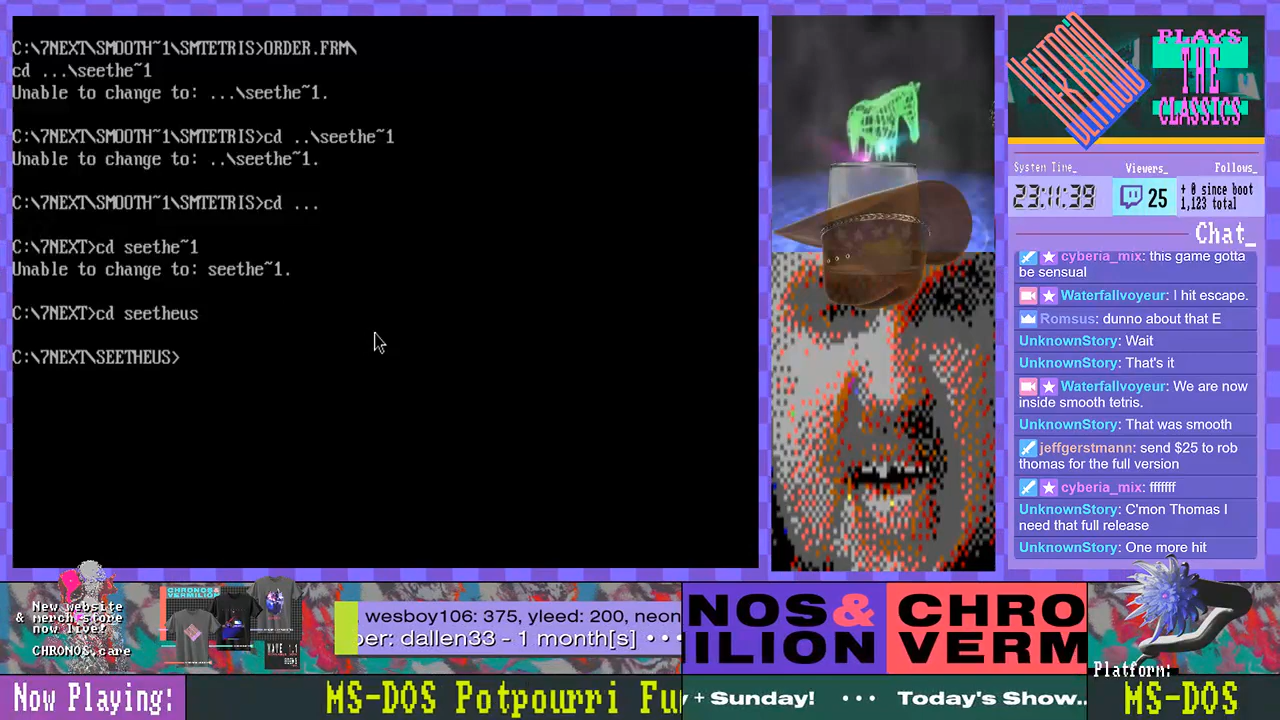 C:\7NEXT\SMOOTH~1\SMTETRIS>ORDER.FRM\
cd ...\seethe~1
Unable to change to: ...\seethe~1.
C:\7NEXT\SMOOTH~1\SMTETRIS>cd ..\seethe~1
Unable to change to: ..\seethe~1.
C:\7NEXT\SMOOTH~1\SMTETRIS>cd ...
C:\7NEXT>cd seethe~1
Unable to change to: seethe~1.
C:\7NEXT>cd seetheus
C:\7NEXT\SEETHEUS>
PLAYS
THE
CLASSICS
System Time_
Viewers_
Follows_
23:11:39
25
+ 0 since boot
1,123 total
Chat_
cyberia_mix: this game gotta
be sensual
Waterfallvoyeur: I hit escape.
Romsus: dunno about that E
UnknownStory: Wait
UnknownStory: That's it
Waterfallvoyeur: We are now
inside smooth tetris.
UnknownStory: That was smooth
jeffgerstmann: send $25 to rob
thomas for the full version
cyberia_mix: fffffff
UnknownStory: C'mon Thomas I
need that full release
UnknownStory: One more hit
New website
& merch store
now live!
CHRONOS.care
CHRONOS&
VERMILION
, wesboy106: 375, yleed: 200, neon
ber: dallen33 - 1 month[s] •••
NOS&
ILION
CHRO
VERM
Platform:
Now Playing:
MS-DOS Potpourri Fu
y + Sunday! ••• Today's Show..
MS-DOS